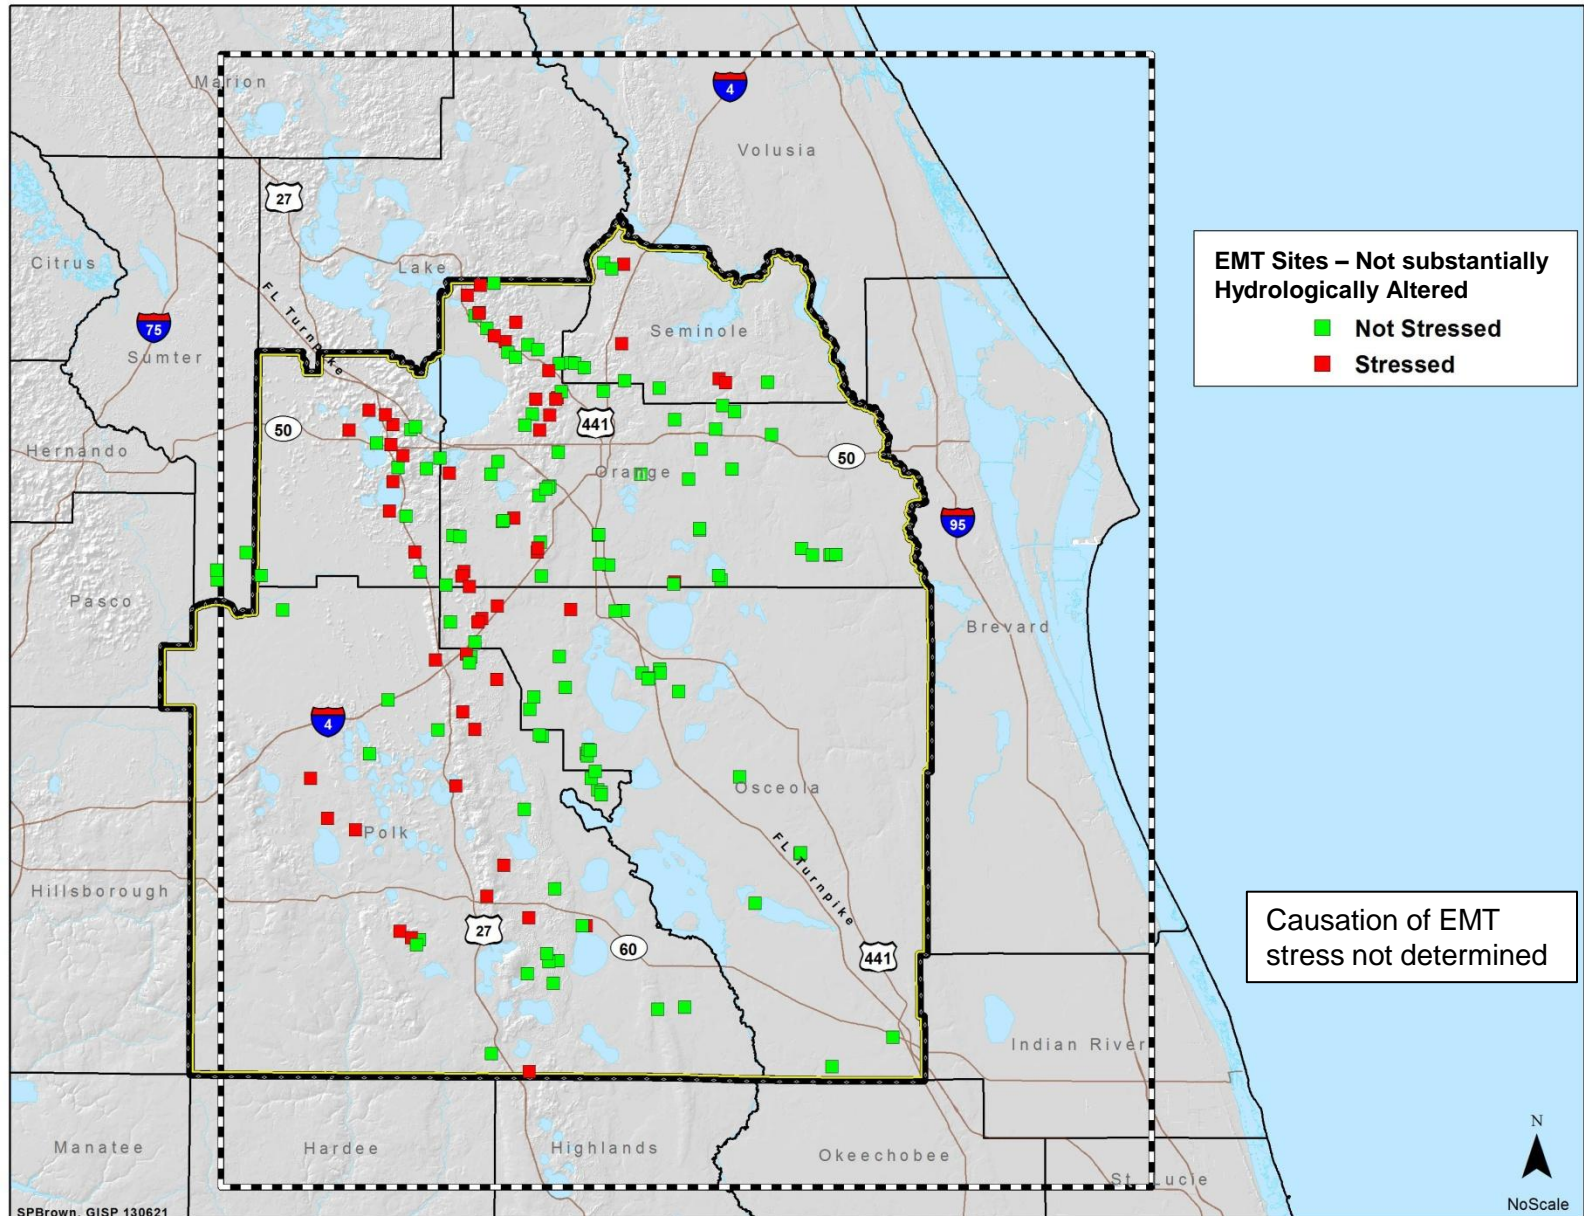 Marion
4
Volusia
27
Citrus
Lake
FL Turnpike
75
Sumter
Seminole
EMT Sites – Not substantially
Hydrologically Altered
Not Stressed
Stressed
50
441
Hernando
Orange
50
95
Pasco
Brevard
4
Osceola
Polk
FL Turnpike
Hillsborough
27
60
441
Causation of EMT
stress not determined
Indian River
Manatee
Hardee
Highlands
Okeechobee
St. Lucie
N
NoScale
SPBrown, GISP 130621